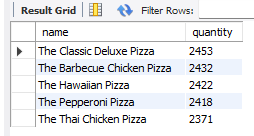 Result Grid Filter Rows:
name quantity
The Classic Deluxe Pizza 2453
The Barbecue Chicken Pizza 2432
The Hawaiian Pizza 2422
The Pepperoni Pizza 2418
The Thai Chicken Pizza 2371